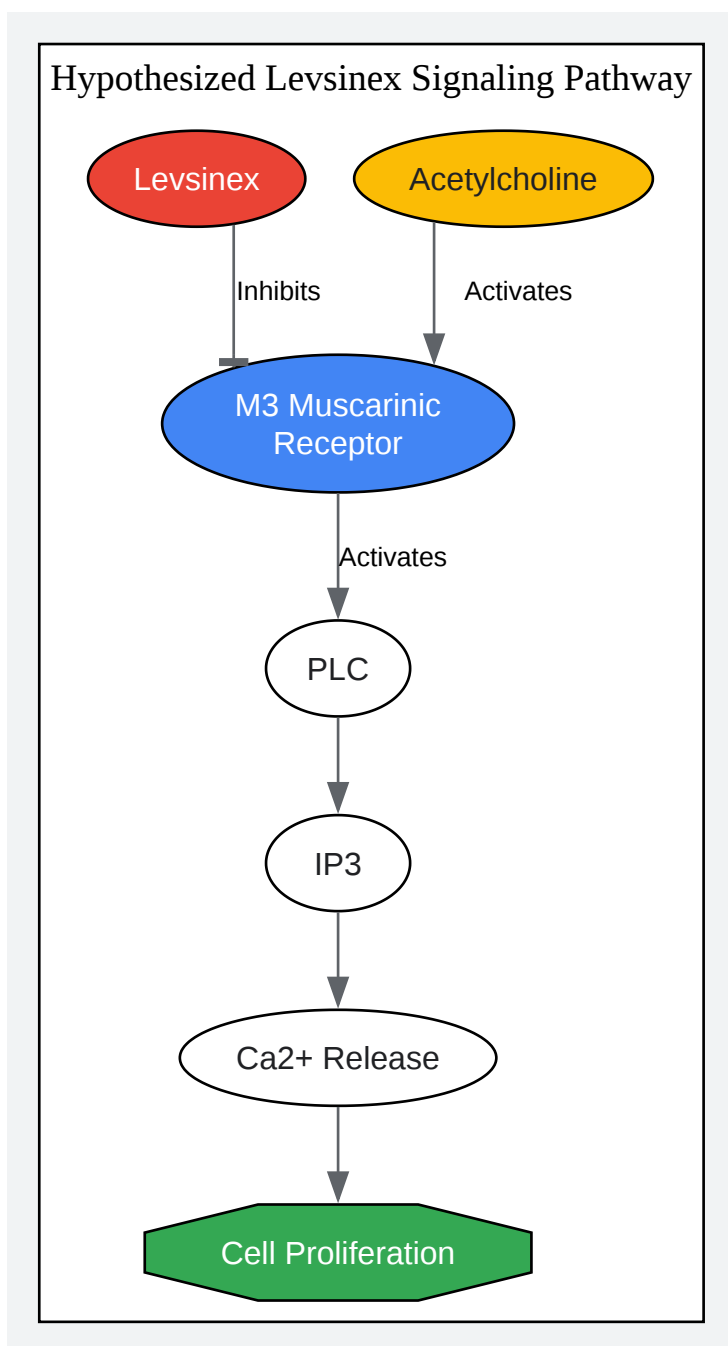 Hypothesized Levsinex Signaling Pathway
Levsinex
Acetylcholine
Inhibits
Activates
M3 Muscarinic
Receptor
Activates
PLC
IP3
Ca2+ Release
Cell Proliferation